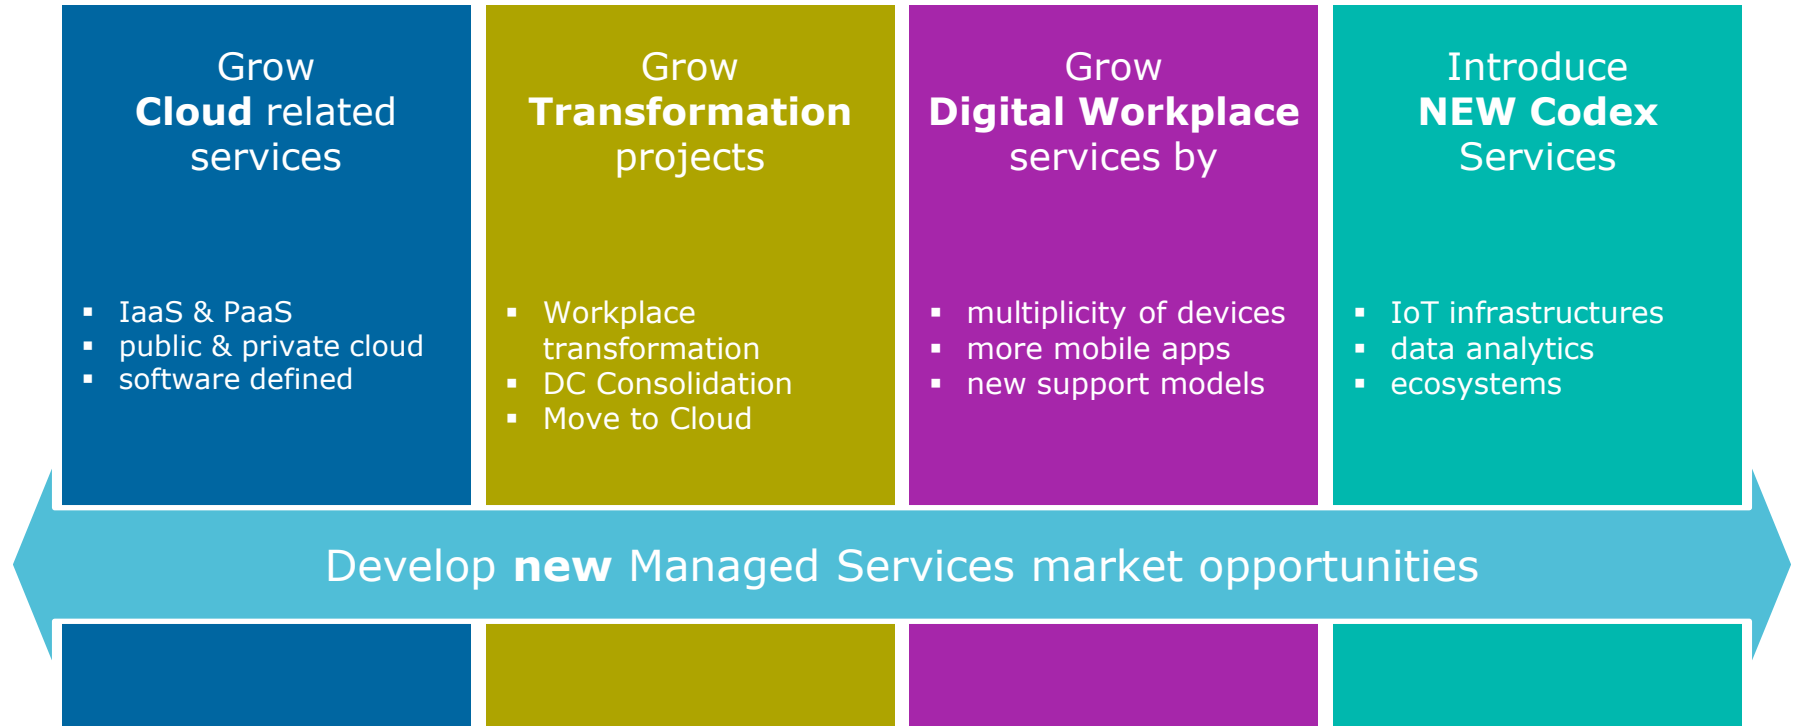 Grow
Cloud related
services
▪ IaaS & PaaS
▪ public & private cloud
▪ software defined
Grow
Transformation
projects
▪ Workplace
transformation
▪ DC Consolidation
▪ Move to Cloud
Grow
Digital Workplace
services by
▪ multiplicity of devices
▪ more mobile apps
▪ new support models
Introduce
NEW Codex
Services
▪ IoT infrastructures
▪ data analytics
▪ ecosystems
Develop new Managed Services market opportunities